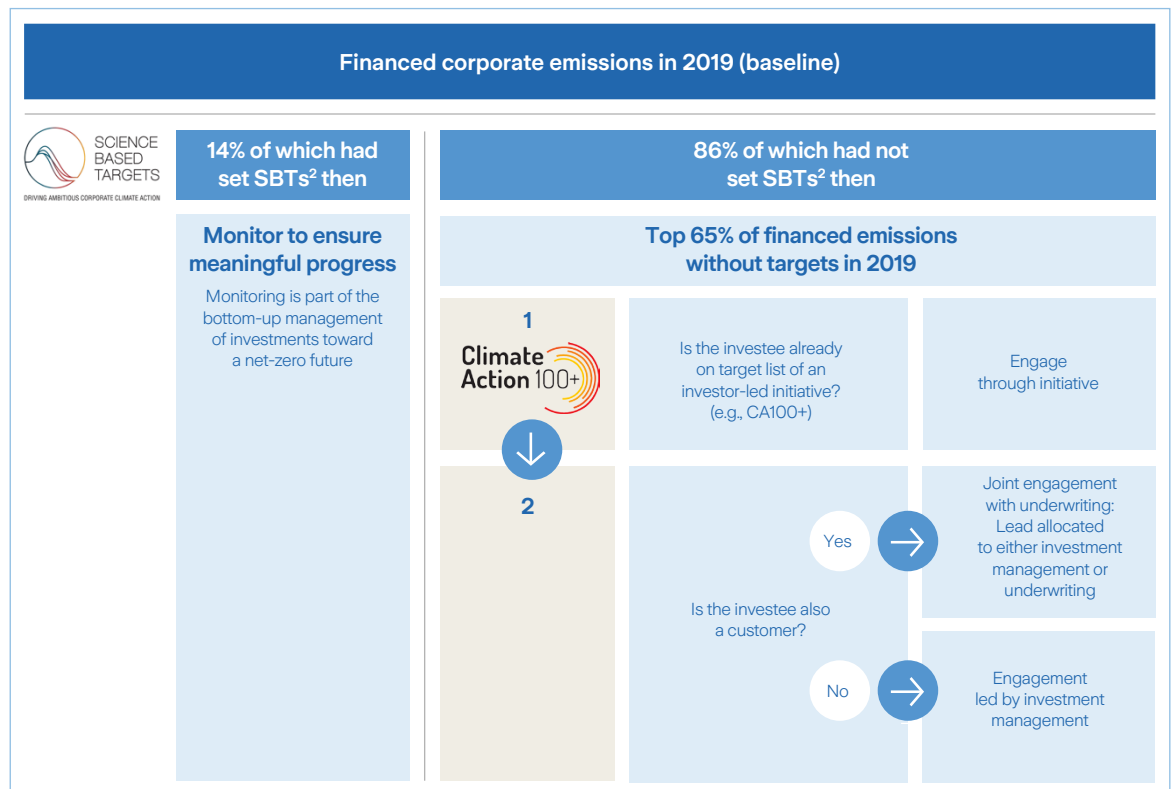 Financed corporate emissions in 2019 (baseline)
SCIENCE
BASED
TARGETS
DRIVING AMBITIOUS CORPORATE CLIMATE ACTION
14% of which had
set SBTs² then
Monitor to ensure
meaningful progress
Monitoring is part of the
bottom-up management
of investments toward
a net-zero future
86% of which had not
set SBTs² then
Top 65% of financed emissions
without targets in 2019
1
Climate
Action 100+
Is the investee already
on target list of an
investor-led initiative?
(e.g., CA100+)
Engage
through initiative
2
Is the investee also
a customer?
Yes
Joint engagement
with underwriting:
Lead allocated
to either investment
management or
underwriting
No
Engagement
led by investment
management